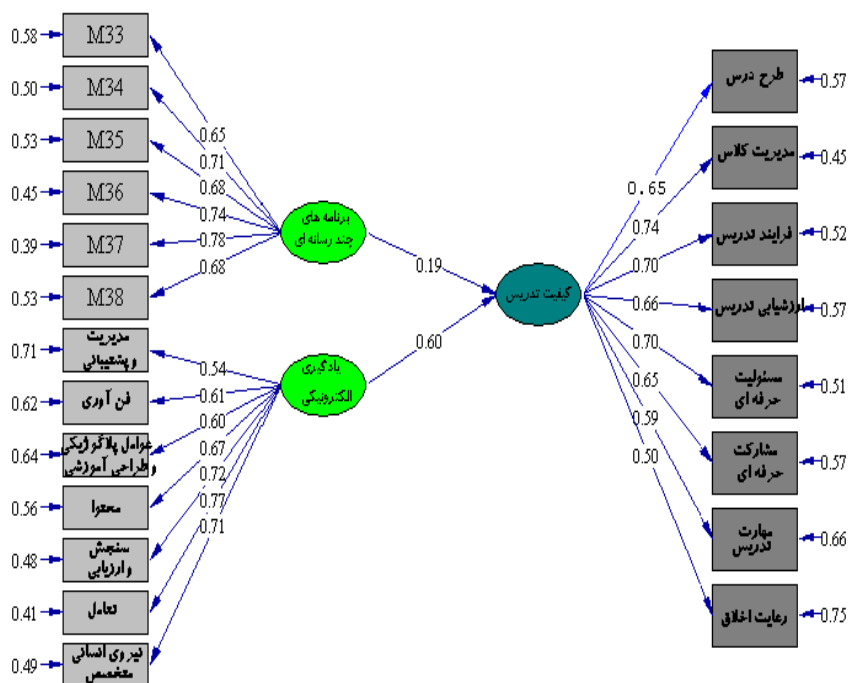 0.58
M33
0.50
M34
0.53
M35
0.45
M36
0.39
M37
0.53
M38
0.71
مدیریت
و پشتیبانی
0.62
فن آوری
0.64
عوامل پلاگوژیکی
و طراحی آموزشی
0.56
محتوا
0.48
سنجش
و ارزیابی
0.41
تعامل
0.49
نیروی انسانی
متخصص
0.65
0.71
0.68
0.74
0.78
0.68
0.54
0.61
0.60
0.67
0.72
0.77
0.71
برنامه های
چند رسانه ای
یادگیری
الکترونیکی
0.19
0.60
کیفیت تدریس
0.65
0.74
0.70
0.66
0.70
0.65
0.59
0.50
طرح درس
0.57
مدیریت کلاس
0.45
فرایند تدریس
0.52
ارزشیابی تدریس
0.57
مسئولیت
حرفه ای
0.51
مشارکت
حرفه ای
0.57
مهارت
تدریس
0.66
رعایت اخلاق
0.75